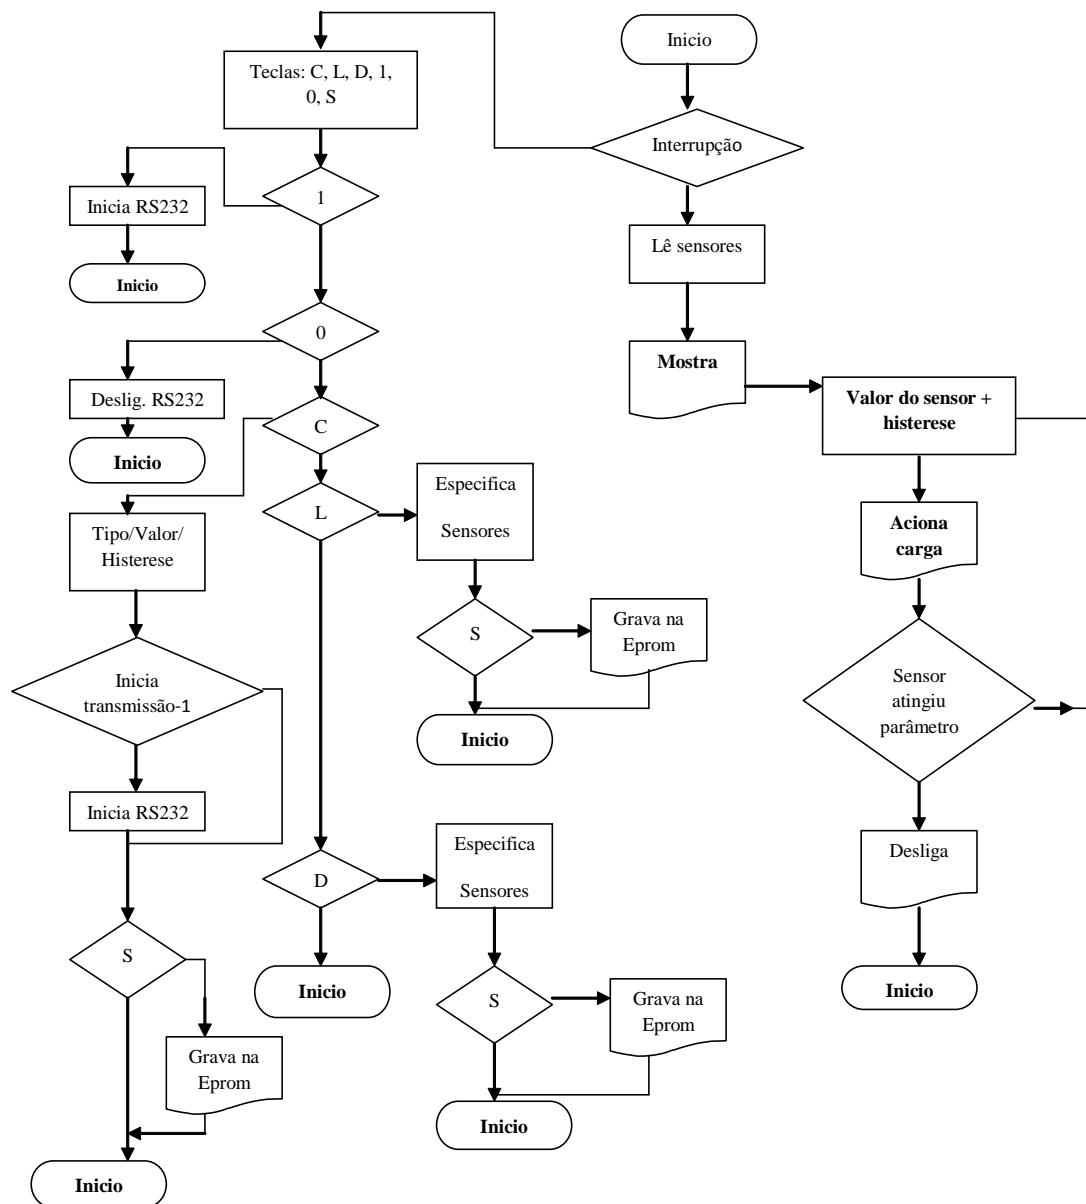 Inicio
Teclas: C, L, D, 1,
0, S
Interrupção
1
Inicia RS232
Lê sensores
Inicio
0
Mostra
Deslig. RS232
Valor do sensor +
histerese
C
Inicio
Especifica
Sensores
L
Tipo/Valor/
Histerese
Aciona
carga
Grava na
Eprom
S
Inicia
transmissão-1
Sensor
atingiu
parâmetro
Inicio
Inicia RS232
Especifica
Sensores
Desliga
D
S
Inicio
S
Grava na
Eprom
Inicio
Grava na
Eprom
Inicio
Inicio